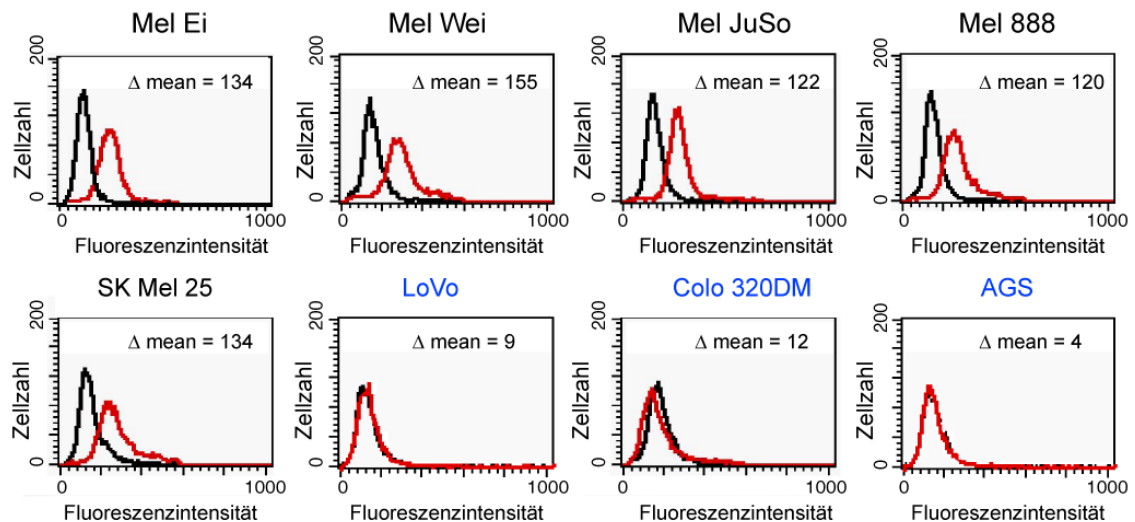 Mel Ei
200
Δ mean = 134
Zellzahl
0
0
1000
Fluoreszenzintensität
Mel Wei
200
Δ mean = 155
Zellzahl
0
0
1000
Fluoreszenzintensität
Mel JuSo
200
Δ mean = 122
Zellzahl
0
0
1000
Fluoreszenzintensität
Mel 888
200
Δ mean = 120
Zellzahl
0
0
1000
Fluoreszenzintensität
SK Mel 25
200
Δ mean = 134
Zellzahl
0
0
1000
Fluoreszenzintensität
LoVo
200
Δ mean = 9
Zellzahl
0
0
1000
Fluoreszenzintensität
Colo 320DM
200
Δ mean = 12
Zellzahl
0
0
1000
Fluoreszenzintensität
AGS
200
Δ mean = 4
Zellzahl
0
0
1000
Fluoreszenzintensität